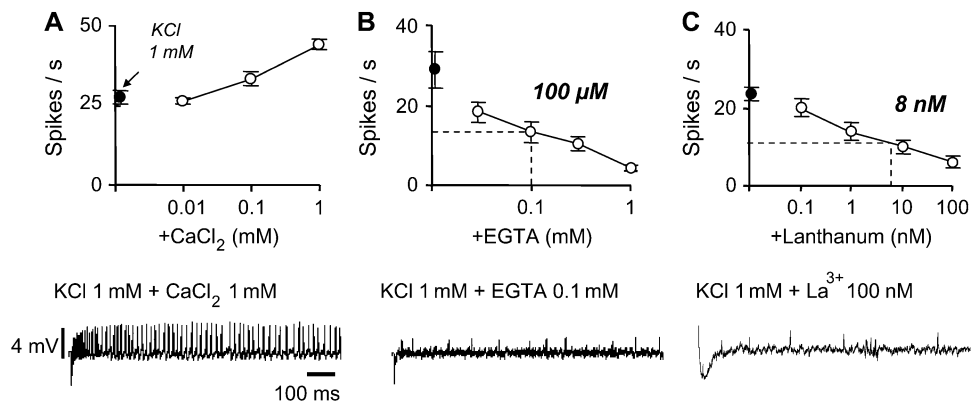 A
B
C
50
25
0
Spikes / s
KCl
1 mM
0.01 0.1 1
+CaCl2 (mM)
40
20
0
Spikes / s
100 µM
0.1 1
+EGTA (mM)
40
20
0
Spikes / s
8 nM
0.1 1 10 100
+Lanthanum (nM)
KCl 1 mM + CaCl2 1 mM
KCl 1 mM + EGTA 0.1 mM
KCl 1 mM + La3+ 100 nM
4 mV
100 ms